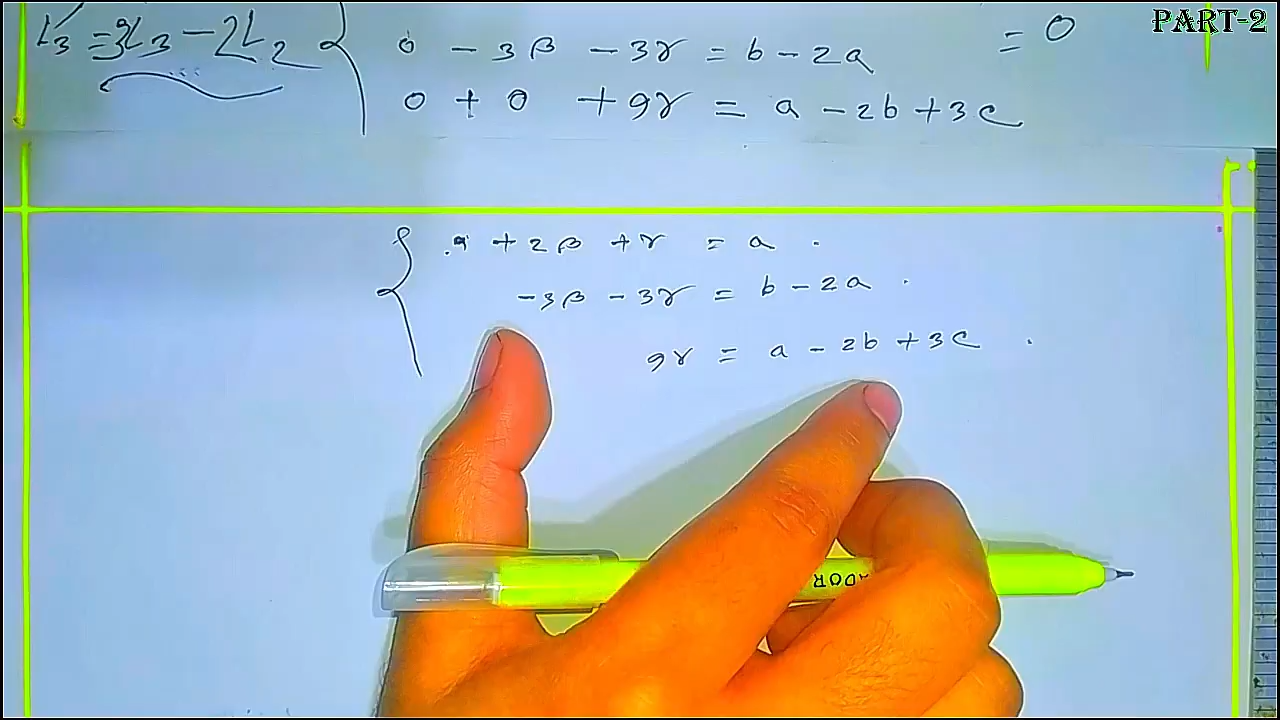 PART-2
L₃ = 3L₃ - 2L₂ { 0 - 3β - 3γ = b - 2a = 0
0 + 0 + 9γ = a - 2b + 3c
{ α + 2β + γ = a .
-3β - 3γ = b - 2a .
9γ = a - 2b + 3c .
ADOR